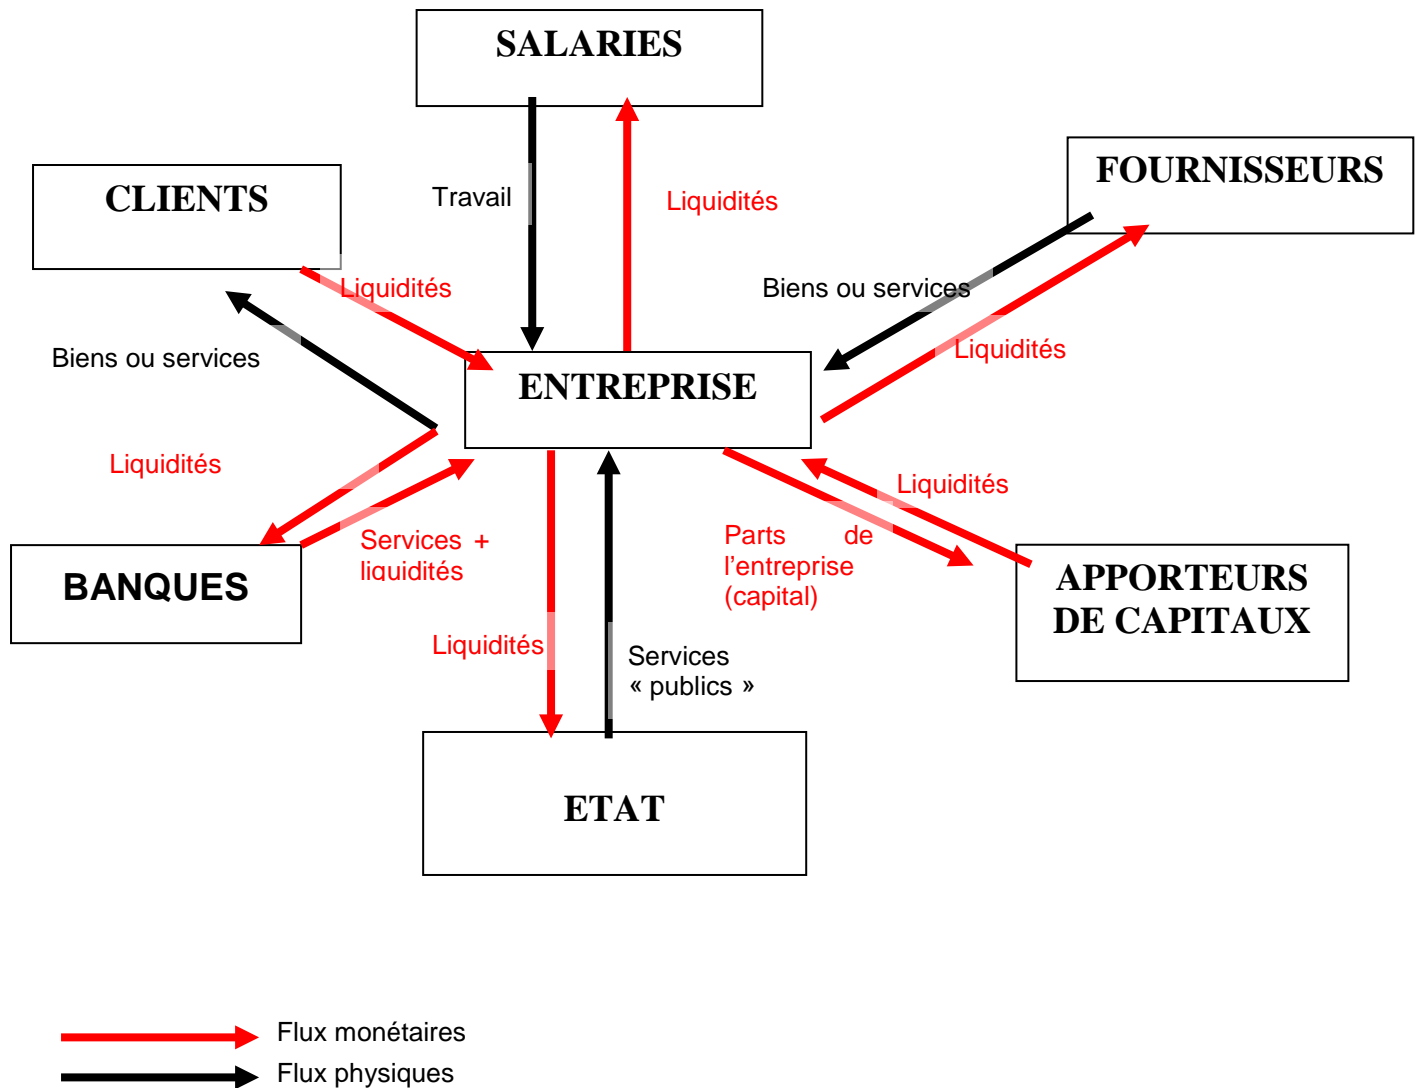 SALARIES
FOURNISSEURS
CLIENTS
Travail
Liquidités
Liquidités
Biens ou services
Biens ou services
Liquidités
ENTREPRISE
Liquidités
Liquidités
Services +
liquidités
Parts de
l’entreprise
(capital)
BANQUES
APPORTEURS
DE CAPITAUX
Liquidités
Services
« publics »
ETAT
Flux monétaires
Flux physiques